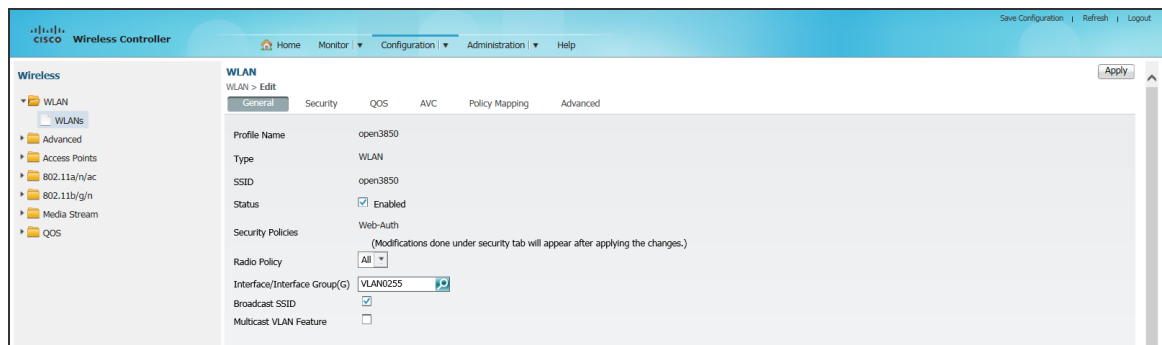 Save Configuration | Refresh | Logout
CISCO Wireless Controller
Home Monitor Configuration Administration Help
Wireless
WLAN
WLANs
Advanced
Access Points
802.11a/n/ac
802.11b/g/n
Media Stream
QOS
WLAN
WLAN > Edit
Apply
General Security QOS AVC Policy Mapping Advanced
Profile Name open3850
Type WLAN
SSID open3850
Status Enabled
Security Policies Web-Auth
(Modifications done under security tab will appear after applying the changes.)
Radio Policy All
Interface/Interface Group(G) VLAN0255
Broadcast SSID
Multicast VLAN Feature